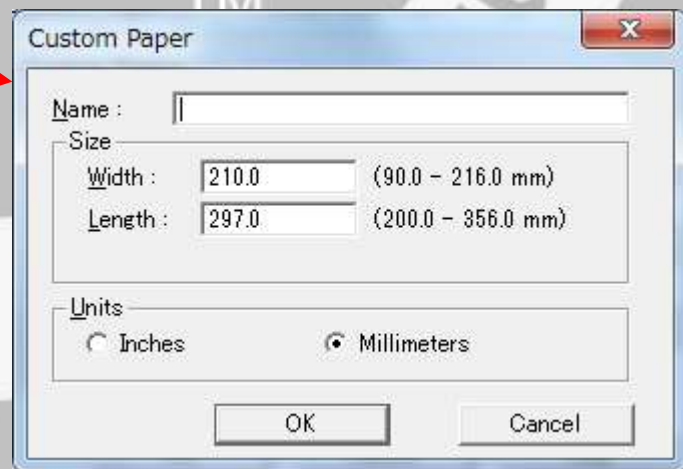 TM
Custom Paper
Name :
Size
Width : 210.0 (90.0 - 216.0 mm)
Length : 297.0 (200.0 - 356.0 mm)
Units
Inches Millimeters
OK Cancel